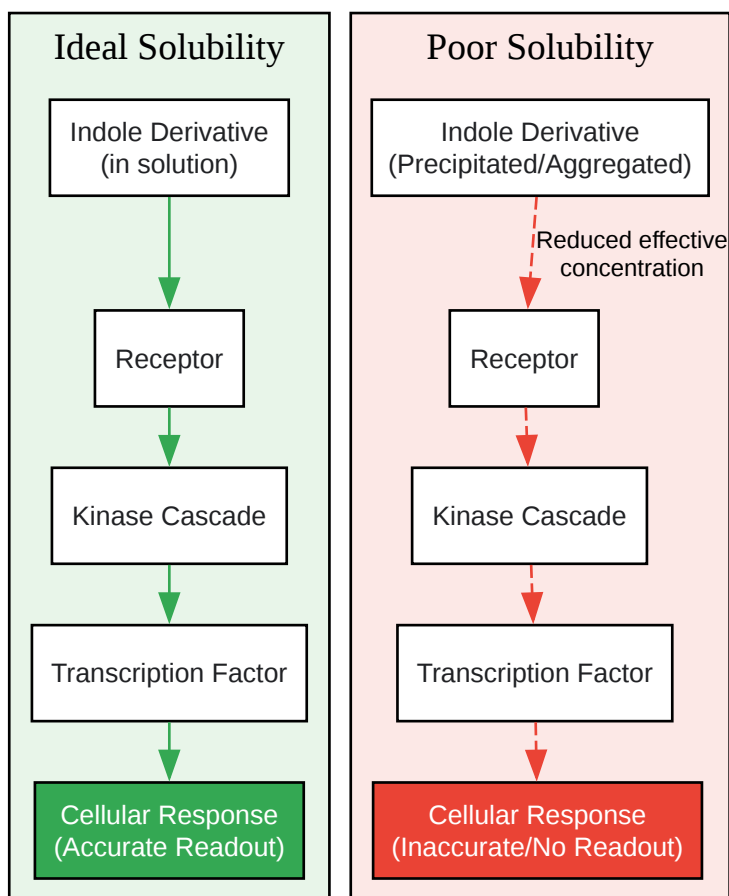 Ideal Solubility
Indole Derivative
(in solution)
Receptor
Kinase Cascade
Transcription Factor
Cellular Response
(Accurate Readout)
Poor Solubility
Indole Derivative
(Precipitated/Aggregated)
Reduced effective
concentration
Receptor
Kinase Cascade
Transcription Factor
Cellular Response
(Inaccurate/No Readout)